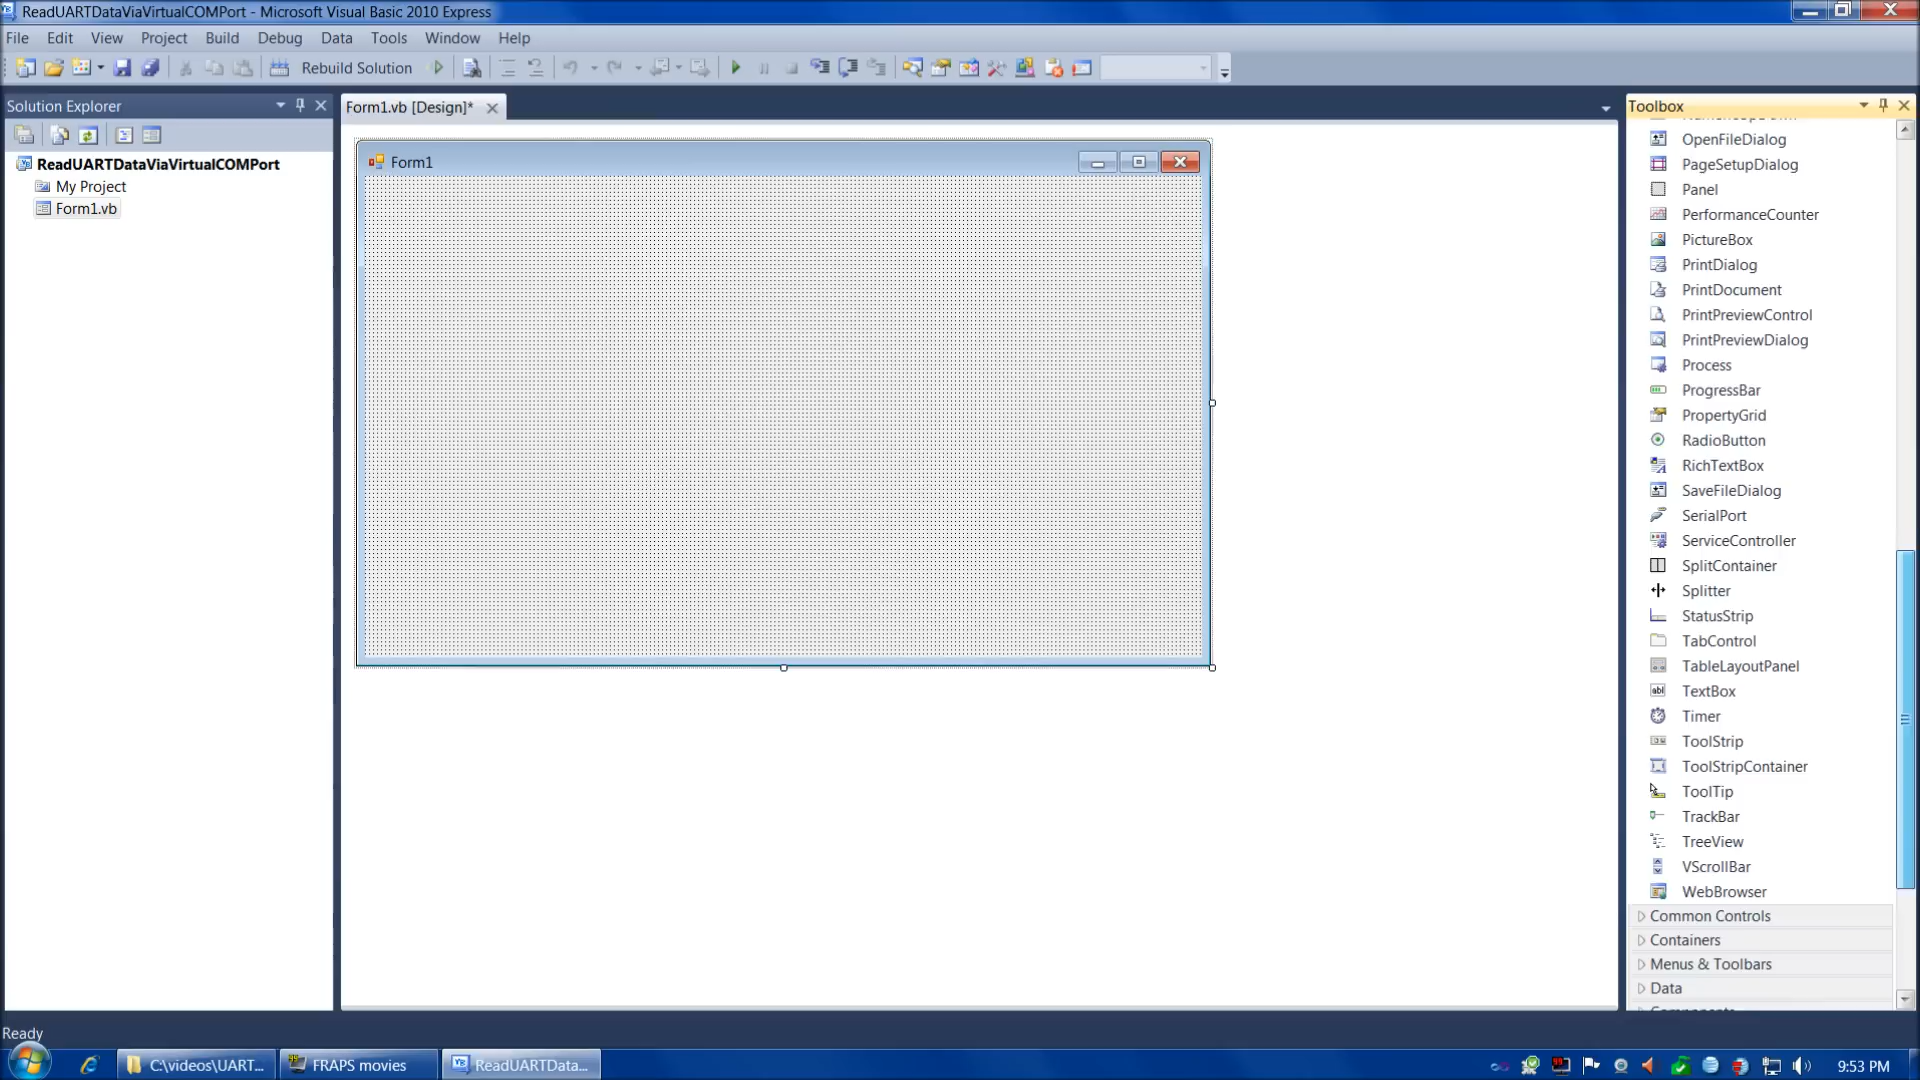 ReadUARTDataViaVirtualCOMPort - Microsoft Visual Basic 2010 Express
File Edit View Project Build Debug Data Tools Window Help
Rebuild Solution
Solution Explorer
ReadUARTDataViaVirtualCOMPort
My Project
Form1.vb
Form1.vb [Design]*
Form1
Toolbox
OpenFileDialog
PageSetupDialog
Panel
PerformanceCounter
PictureBox
PrintDialog
PrintDocument
PrintPreviewControl
PrintPreviewDialog
Process
ProgressBar
PropertyGrid
RadioButton
RichTextBox
SaveFileDialog
SerialPort
ServiceController
SplitContainer
Splitter
StatusStrip
TabControl
TableLayoutPanel
TextBox
Timer
ToolStrip
ToolStripContainer
ToolTip
TrackBar
TreeView
VScrollBar
WebBrowser
Common Controls
Containers
Menus & Toolbars
Data
Ready
C:\videos\UART...
FRAPS movies
ReadUARTData...
9:53 PM